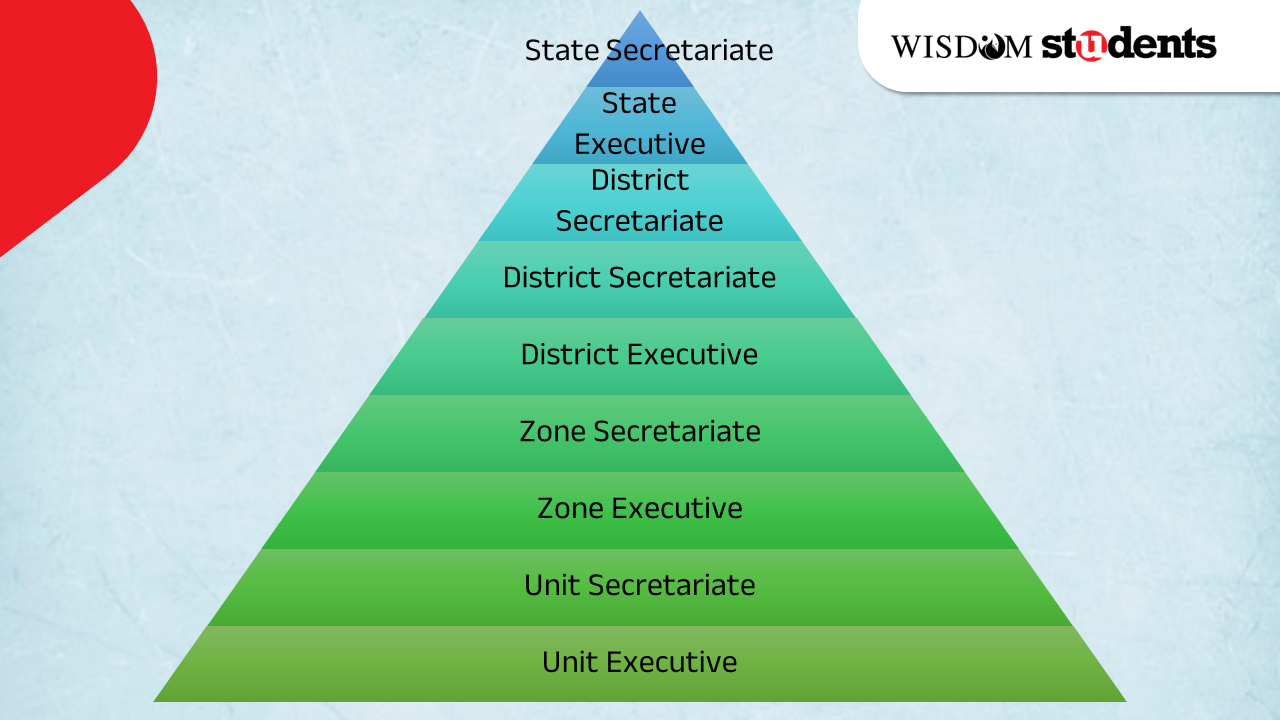 WISDOM students
State Secretariate
State
Executive
District
Secretariate
District Secretariate
District Executive
Zone Secretariate
Zone Executive
Unit Secretariate
Unit Executive